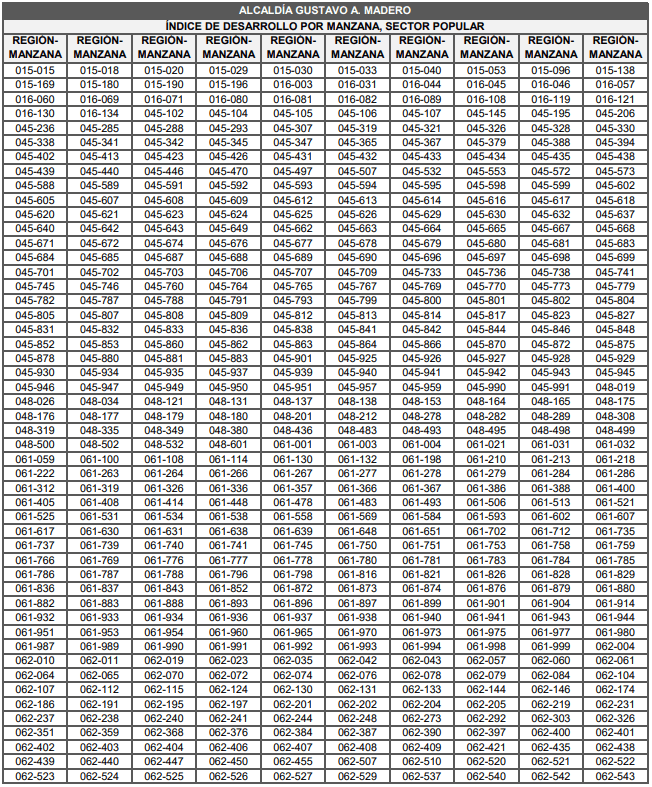 ALCALDÍA GUSTAVO A. MADERO
ÍNDICE DE DESARROLLO POR MANZANA, SECTOR POPULAR
REGIÓN- REGIÓN- REGIÓN- REGIÓN- REGIÓN- REGIÓN- REGIÓN- REGIÓN- REGIÓN- REGIÓN-
MANZANA MANZANA MANZANA MANZANA MANZANA MANZANA MANZANA MANZANA MANZANA MANZANA
015-015 015-018 015-020 015-029 015-030 015-033 015-040 015-053 015-096 015-138
015-169 015-180 015-190 015-196 016-003 016-031 016-044 016-045 016-046 016-057
016-060 016-069 016-071 016-080 016-081 016-082 016-089 016-108 016-119 016-121
016-130 016-134 045-102 045-104 045-105 045-106 045-107 045-145 045-195 045-206
045-236 045-285 045-288 045-293 045-307 045-319 045-321 045-326 045-328 045-330
045-338 045-341 045-342 045-345 045-347 045-365 045-367 045-379 045-388 045-394
045-402 045-413 045-423 045-426 045-431 045-432 045-433 045-434 045-435 045-438
045-439 045-440 045-446 045-470 045-497 045-507 045-532 045-553 045-572 045-573
045-588 045-589 045-591 045-592 045-593 045-594 045-595 045-598 045-599 045-602
045-605 045-607 045-608 045-609 045-612 045-613 045-614 045-616 045-617 045-618
045-620 045-621 045-623 045-624 045-625 045-626 045-629 045-630 045-632 045-637
045-640 045-642 045-643 045-649 045-662 045-663 045-664 045-665 045-667 045-668
045-671 045-672 045-674 045-676 045-677 045-678 045-679 045-680 045-681 045-683
045-684 045-685 045-687 045-688 045-689 045-690 045-696 045-697 045-698 045-699
045-701 045-702 045-703 045-706 045-707 045-709 045-733 045-736 045-738 045-741
045-745 045-746 045-760 045-764 045-765 045-767 045-769 045-770 045-773 045-779
045-782 045-787 045-788 045-791 045-793 045-799 045-800 045-801 045-802 045-804
045-805 045-807 045-808 045-809 045-812 045-813 045-814 045-817 045-823 045-827
045-831 045-832 045-833 045-836 045-838 045-841 045-842 045-844 045-846 045-848
045-852 045-853 045-860 045-862 045-863 045-864 045-866 045-870 045-872 045-875
045-878 045-880 045-881 045-883 045-901 045-925 045-926 045-927 045-928 045-929
045-930 045-934 045-935 045-937 045-939 045-940 045-941 045-942 045-943 045-945
045-946 045-947 045-949 045-950 045-951 045-957 045-959 045-990 045-991 048-019
048-026 048-034 048-121 048-131 048-137 048-138 048-153 048-164 048-165 048-175
048-176 048-177 048-179 048-180 048-201 048-212 048-278 048-282 048-289 048-308
048-319 048-335 048-349 048-380 048-436 048-483 048-493 048-495 048-498 048-499
048-500 048-502 048-532 048-601 061-001 061-003 061-004 061-021 061-031 061-032
061-059 061-100 061-108 061-114 061-130 061-132 061-198 061-210 061-213 061-218
061-222 061-263 061-264 061-266 061-267 061-277 061-278 061-279 061-284 061-286
061-312 061-319 061-326 061-336 061-357 061-366 061-367 061-386 061-388 061-400
061-405 061-408 061-414 061-448 061-478 061-483 061-493 061-506 061-513 061-521
061-525 061-531 061-534 061-538 061-558 061-569 061-584 061-593 061-602 061-607
061-617 061-630 061-631 061-638 061-639 061-648 061-651 061-702 061-712 061-735
061-737 061-739 061-740 061-741 061-745 061-750 061-751 061-753 061-758 061-759
061-766 061-769 061-776 061-777 061-778 061-780 061-781 061-783 061-784 061-785
061-786 061-787 061-788 061-796 061-798 061-816 061-821 061-826 061-828 061-829
061-836 061-837 061-843 061-852 061-872 061-873 061-874 061-876 061-879 061-880
061-882 061-883 061-888 061-893 061-896 061-897 061-899 061-901 061-904 061-914
061-932 061-933 061-934 061-936 061-937 061-938 061-940 061-941 061-943 061-944
061-951 061-953 061-954 061-960 061-965 061-970 061-973 061-975 061-977 061-980
061-987 061-989 061-990 061-991 061-992 061-993 061-994 061-998 061-999 062-004
062-010 062-011 062-019 062-023 062-035 062-042 062-043 062-057 062-060 062-061
062-064 062-065 062-070 062-072 062-074 062-076 062-078 062-079 062-084 062-104
062-107 062-112 062-115 062-124 062-130 062-131 062-133 062-144 062-146 062-174
062-186 062-191 062-195 062-197 062-201 062-202 062-204 062-205 062-219 062-231
062-237 062-238 062-240 062-241 062-244 062-248 062-273 062-292 062-303 062-326
062-351 062-359 062-368 062-376 062-384 062-387 062-390 062-397 062-400 062-401
062-402 062-403 062-404 062-406 062-407 062-408 062-409 062-421 062-435 062-438
062-439 062-440 062-447 062-450 062-455 062-507 062-510 062-520 062-521 062-522
062-523 062-524 062-525 062-526 062-527 062-529 062-537 062-540 062-542 062-543